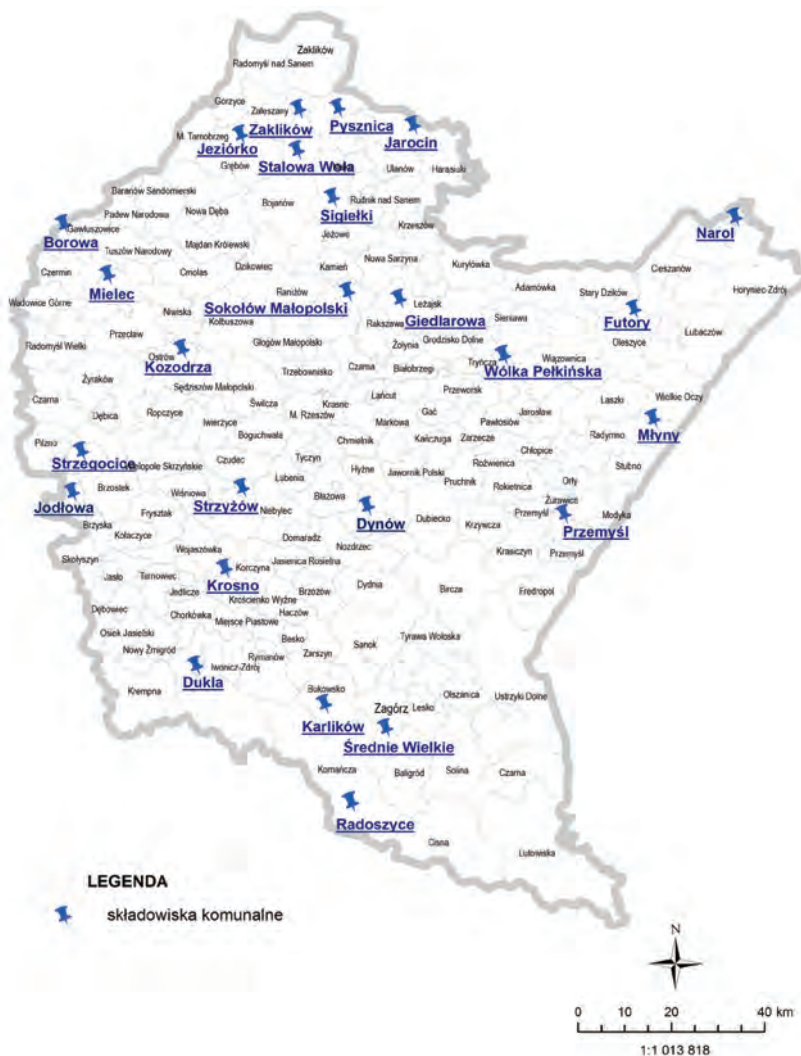 Zaklików
Radomyśl nad Sanem
Gorzyce
Zaleszany
Zaklików
Pysznica
Jarocin
M. Tarnobrzeg
Jeziórko
Stalowa Wola
Grębów
Ulanów
Harasiuki
Baranów Sandomierski
Bojanów
Sigiełki
Rudnik nad Sanem
Narol
Padew Narodowa
Nowa Dęba
Gawłuszowice
Borowa
Krzeszów
Jeżowe
Tuszów Narodowy
Majdan Królewski
Nowa Sarzyna
Cieszanów
Czermin
Mielec
Cmolas
Dzikowiec
Kamień
Kuryłówka
Horyniec-Zdrój
Wadowice Górne
Raniżów
Adamówka
Stary Dzików
Sokołów Małopolski
Leżajsk
Giedlarowa
Futory
Niwiska
Kolbuszowa
Rakszawa
Sieniawa
Lubaczów
Radomyśl Wielki
Przecław
Głogów Małopolski
Żołynia
Grodzisko Dolne
Oleszyce
Ostrów
Kozodrza
Tryńcza
Wiązownica
Wólka Pełkińska
Żyraków
Trzebownisko
Czarna
Białobrzegi
Sędziszów Małopolski
Czarna
Świlcza
Krasne
Łańcut
Przeworsk
Laszki
Wielkie Oczy
Dębica
Ropczyce
Iwierzyce
M. Rzeszów
Markowa
Gać
Pawłosiów
Jarosław
Młyny
Boguchwała
Chmielnik
Kańczuga
Zarzecze
Chłopice
Radymno
Pilzno
Strzegocice
Wielopole Skrzyńskie
Czudec
Tyczyn
Hyżne
Jawornik Polski
Roźwienica
Stubno
Lubenia
Pruchnik
Rokietnica
Orły
Jodłowa
Brzostek
Wiśniowa
Strzyżów
Niebylec
Błażowa
Dynów
Dubiecko
Żurawica
Przemyśl
Medyka
Przemyśl
Brzyska
Frysztak
Krzywcza
Kołaczyce
Domaradz
Nozdrzec
Krasiczyn
Przemyśl
Skołyszyn
Wojaszówka
Korczyna
Jasienica Rosielna
Krosno
Jasło
Tarnowiec
Jedlicze
Brzozów
Dydnia
Bircza
Fredropol
Krościenko Wyżne
Dębowiec
Chorkówka
Miejsce Piastowe
Haczów
Osiek Jasielski
Besko
Sanok
Tyrawa Wołoska
Nowy Żmigród
Rymanów
Zarszyn
Iwonicz-Zdrój
Dukla
Krempna
Bukowsko
Karlików
Zagórz
Lesko
Olszanica
Ustrzyki Dolne
Średnie Wielkie
Komańcza
Baligród
Solina
Czarna
Radoszyce
Cisna
Lutowiska
LEGENDA
składowiska komunalne
N
0 10 20 40 km
1:1 013 818